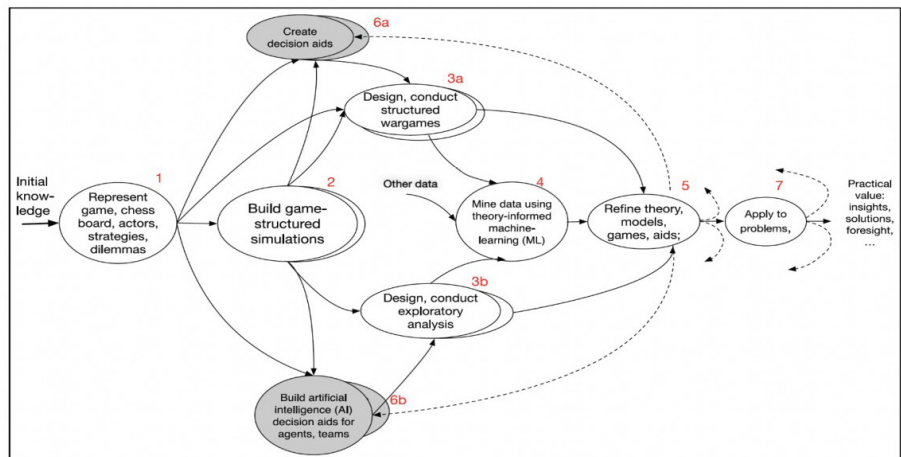 6a
Create
decision aids
3a
Design, conduct
structured
wargames
Initial
know-
ledge
1
Represent
game, chess
board, actors,
strategies,
dilemmas
2
Build game-
structured
simulations
Other data
4
Mine data using
theory-informed
machine-
learning (ML)
5
Refine theory,
models,
games, aids;
7
Apply to
problems,
Practical
value: insights,
solutions,
foresight,
...
3b
Design, conduct
exploratory
analysis
Build artificial
intelligence (AI)
decision aids for
agents, teams
6b